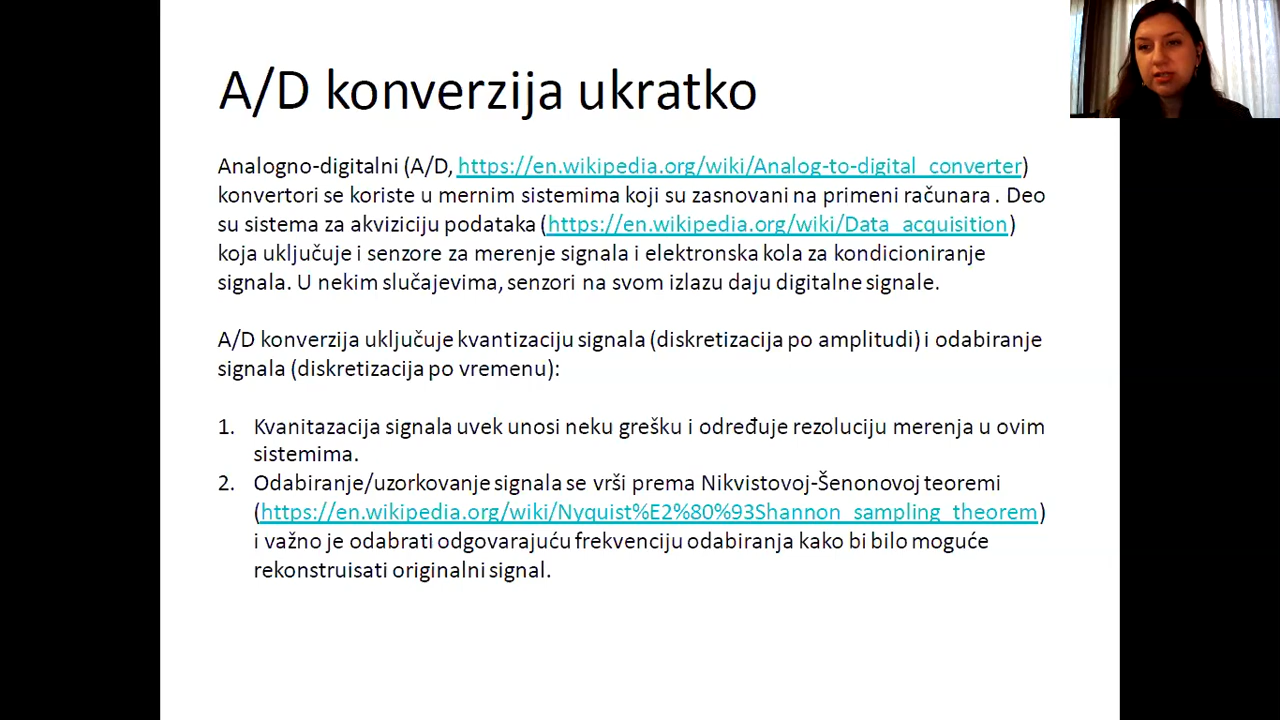 A/D konverzija ukratko
Analogno-digitalni (A/D, https://en.wikipedia.org/wiki/Analog-to-digital_converter)
konvertori se koriste u mernim sistemima koji su zasnovani na primeni računara . Deo
su sistema za akviziciju podataka (https://en.wikipedia.org/wiki/Data_acquisition)
koja uključuje i senzore za merenje signala i elektronska kola za kondicioniranje
signala. U nekim slučajevima, senzori na svom izlazu daju digitalne signale.
A/D konverzija uključuje kvantizaciju signala (diskretizacija po amplitudi) i odabiranje
signala (diskretizacija po vremenu):
1. Kvanitazacija signala uvek unosi neku grešku i određuje rezoluciju merenja u ovim
sistemima.
2. Odabiranje/uzorkovanje signala se vrši prema Nikvistovoj-Šenonovoj teoremi
(https://en.wikipedia.org/wiki/Nyquist%E2%80%93Shannon_sampling_theorem)
i važno je odabrati odgovarajuću frekvenciju odabiranja kako bi bilo moguće
rekonstruisati originalni signal.